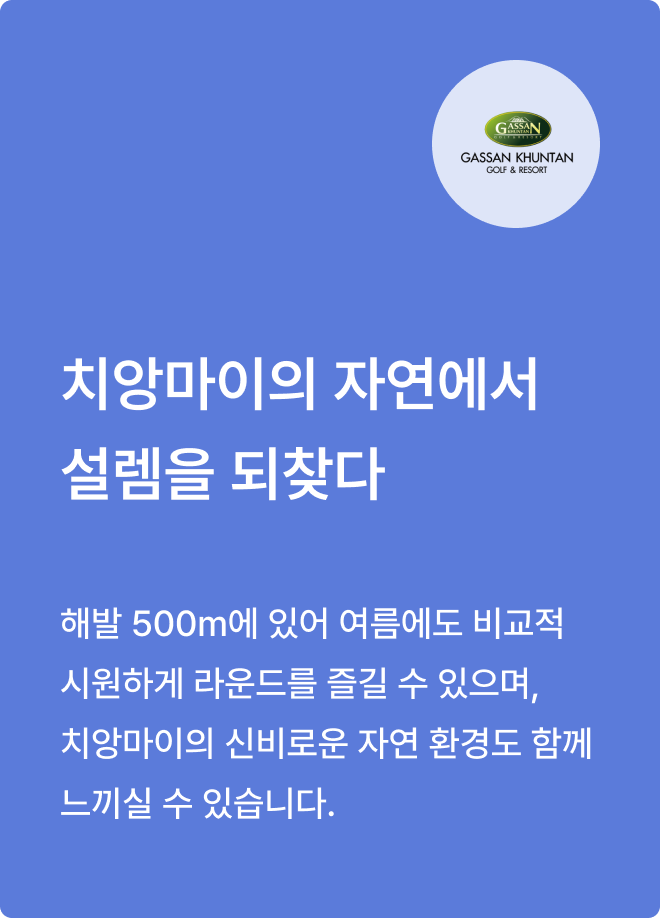 GASSAN
KHUNTAN
GASSAN KHUNTAN
GOLF & RESORT
치앙마이의 자연에서
설렘을 되찾다
해발 500m에 있어 여름에도 비교적
시원하게 라운드를 즐길 수 있으며,
치앙마이의 신비로운 자연 환경도 함께
느끼실 수 있습니다.